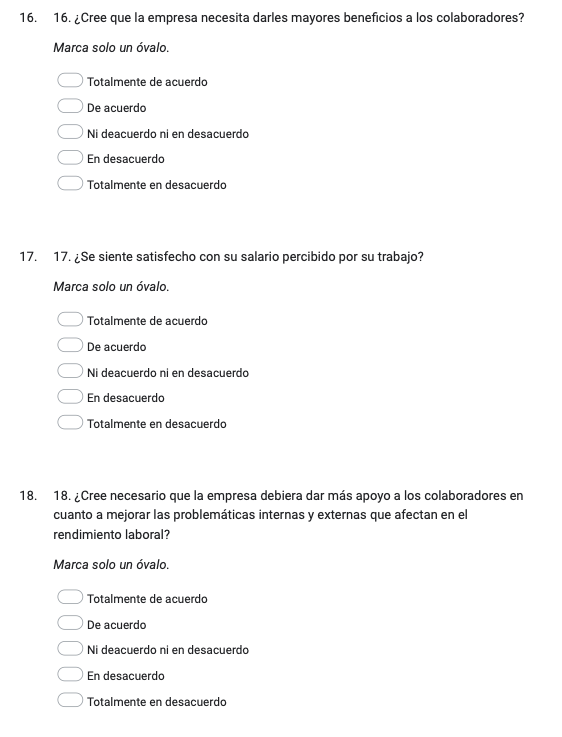 16. 16. ¿Cree que la empresa necesita darles mayores beneficios a los colaboradores?
Marca solo un óvalo.
Totalmente de acuerdo
De acuerdo
Ni deacuerdo ni en desacuerdo
En desacuerdo
Totalmente en desacuerdo
17. 17. ¿Se siente satisfecho con su salario percibido por su trabajo?
Marca solo un óvalo.
Totalmente de acuerdo
De acuerdo
Ni deacuerdo ni en desacuerdo
En desacuerdo
Totalmente en desacuerdo
18. 18. ¿Cree necesario que la empresa debiera dar más apoyo a los colaboradores en
cuanto a mejorar las problemáticas internas y externas que afectan en el
rendimiento laboral?
Marca solo un óvalo.
Totalmente de acuerdo
De acuerdo
Ni deacuerdo ni en desacuerdo
En desacuerdo
Totalmente en desacuerdo